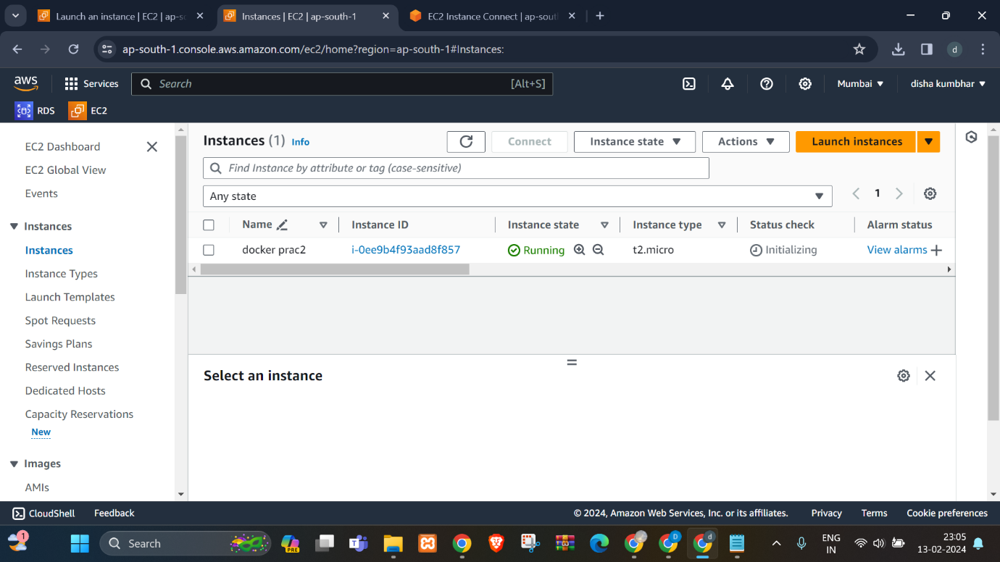 Launch an instance | EC2 | ap-s
Instances | EC2 | ap-south-1
EC2 Instance Connect | ap-sout
ap-south-1.console.aws.amazon.com/ec2/home?region=ap-south-1#Instances:
d
aws
Services
Search
[Alt+S]
Mumbai
disha kumbhar
RDS
EC2
EC2 Dashboard
EC2 Global View
Events
Instances
Instances
Instance Types
Launch Templates
Spot Requests
Savings Plans
Reserved Instances
Dedicated Hosts
Capacity Reservations
New
Images
AMIs
Instances (1) Info
Connect
Instance state
Actions
Launch instances
Find Instance by attribute or tag (case-sensitive)
Any state
1
Name Instance ID Instance state Instance type Status check Alarm status
docker prac2 i-0ee9b4f93aad8f857 Running t2.micro Initializing View alarms
Select an instance
CloudShell Feedback © 2024, Amazon Web Services, Inc. or its affiliates. Privacy Terms Cookie preferences
1
Search
PRE
D
d
ENG
IN
23:05
13-02-2024